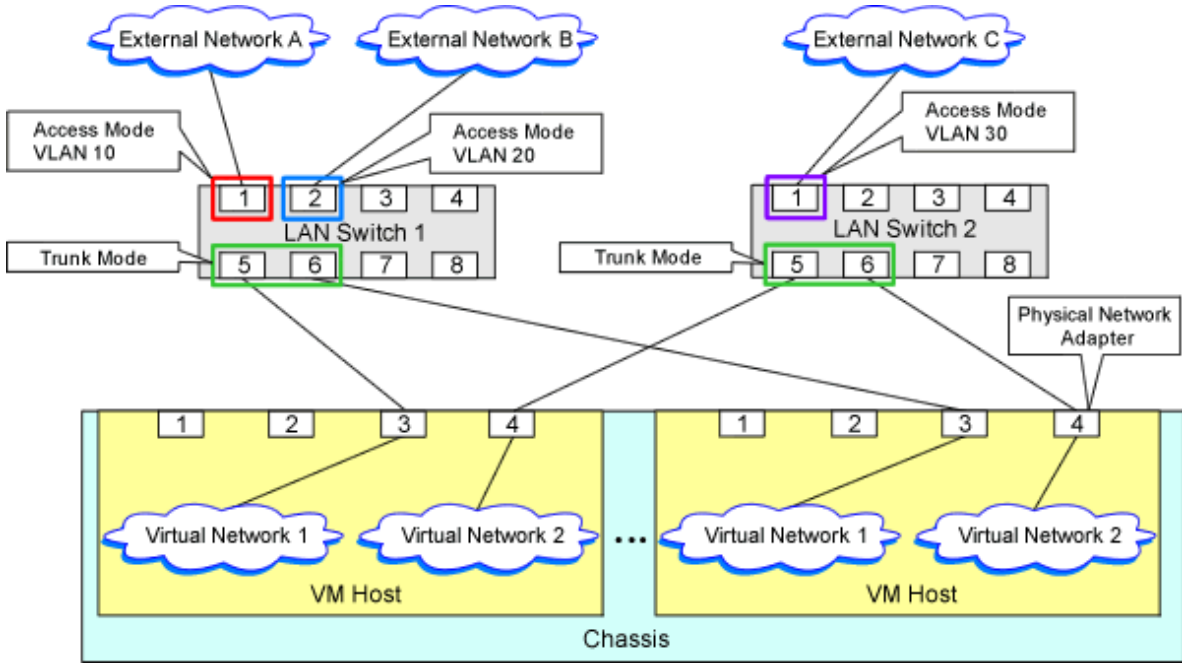 External Network A
External Network B
External Network C
Access Mode
VLAN 10
Access Mode
VLAN 20
Access Mode
VLAN 30
1 2 3 4
LAN Switch 1
5 6 7 8
Trunk Mode
1 2 3 4
LAN Switch 2
5 6 7 8
Trunk Mode
Physical Network
Adapter
1 2 3 4
Virtual Network 1
Virtual Network 2
VM Host
...
1 2 3 4
Virtual Network 1
Virtual Network 2
VM Host
Chassis